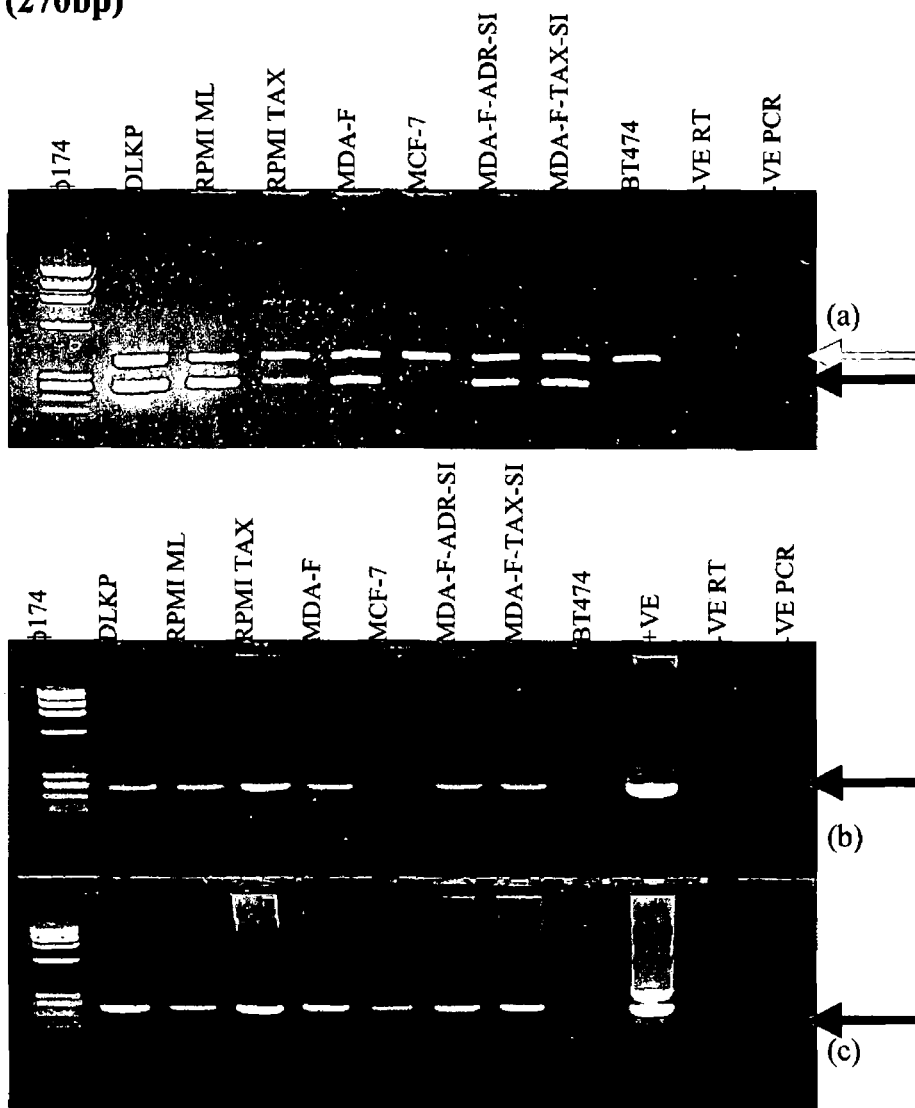 (270bp)
φ174
DLKP
RPMI ML
RPMI TAX
MDA-F
MCF-7
MDA-F-ADR-SI
MDA-F-TAX-SI
BT474
-VE RT
-VE PCR
(a)
φ174
DLKP
RPMI ML
RPMI TAX
MDA-F
MCF-7
MDA-F-ADR-SI
MDA-F-TAX-SI
BT474
+VE
-VE RT
-VE PCR
(b)
(c)